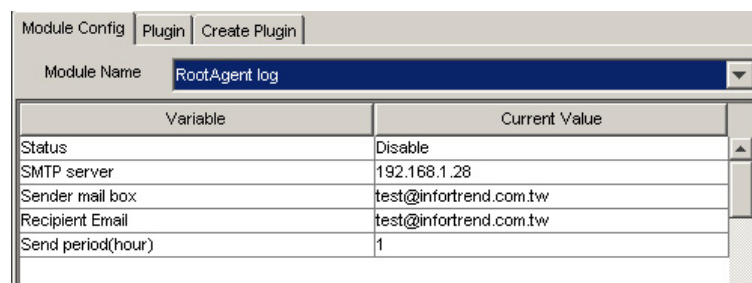 Module Config Plugin Create Plugin
Module Name RootAgent log
Variable Current Value
Status Disable
SMTP server 192.168.1.28
Sender mail box test@infortrend.com.tw
Recipient Email test@infortrend.com.tw
Send period(hour) 1